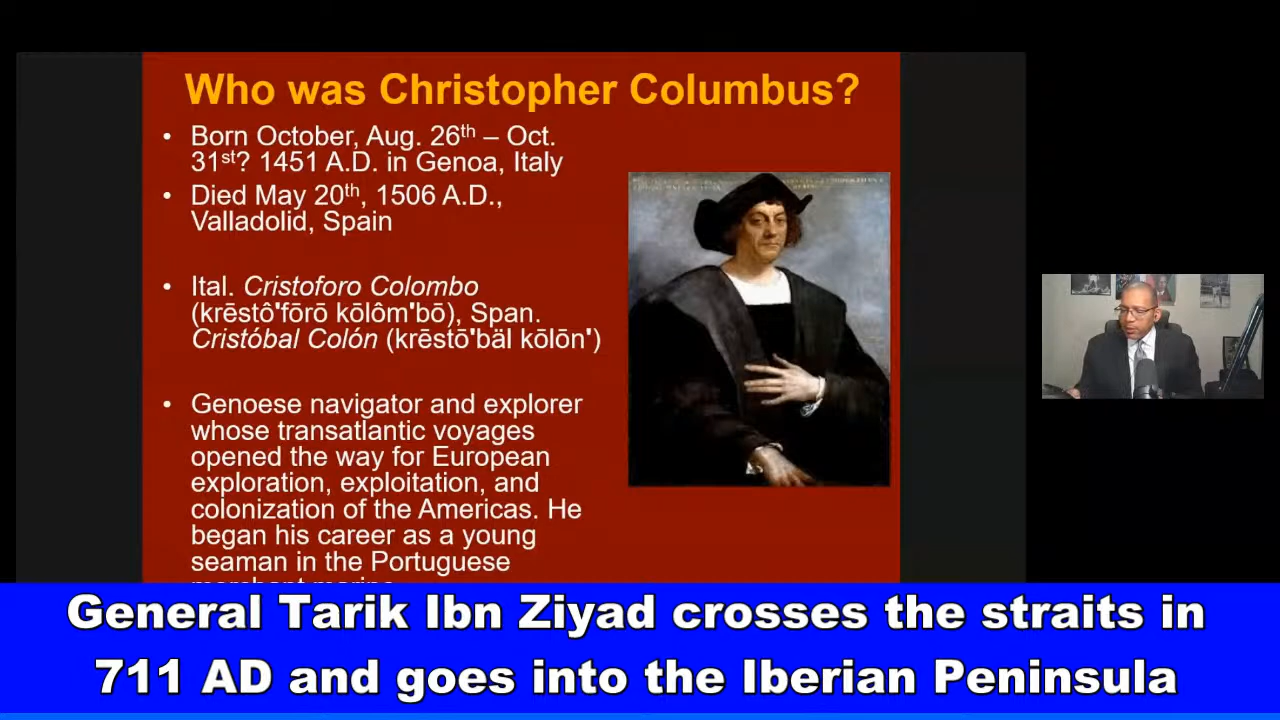 Who was Christopher Columbus?
• Born October, Aug. 26th – Oct.
31st? 1451 A.D. in Genoa, Italy
• Died May 20th, 1506 A.D.,
Valladolid, Spain
• Ital. Cristoforo Colombo
(krēstô'fōrō kōlôm'bō), Span.
Cristóbal Colón (krēstō'bäl kōlōn')
• Genoese navigator and explorer
whose transatlantic voyages
opened the way for European
exploration, exploitation, and
colonization of the Americas. He
began his career as a young
seaman in the Portuguese
General Tarik Ibn Ziyad crosses the straits in
711 AD and goes into the Iberian Peninsula